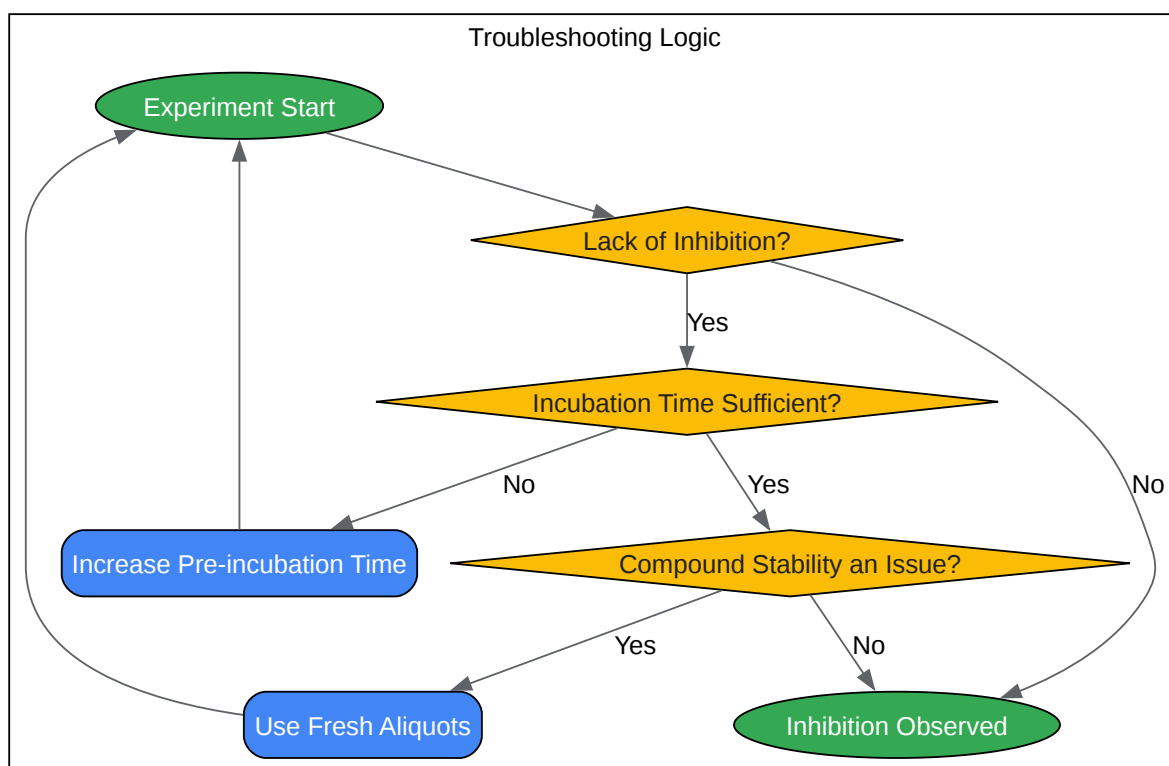 Troubleshooting Logic
Experiment Start
Lack of Inhibition?
Yes
Incubation Time Sufficient?
No
Yes
No
Increase Pre-incubation Time
Compound Stability an Issue?
Yes
No
Use Fresh Aliquots
Inhibition Observed